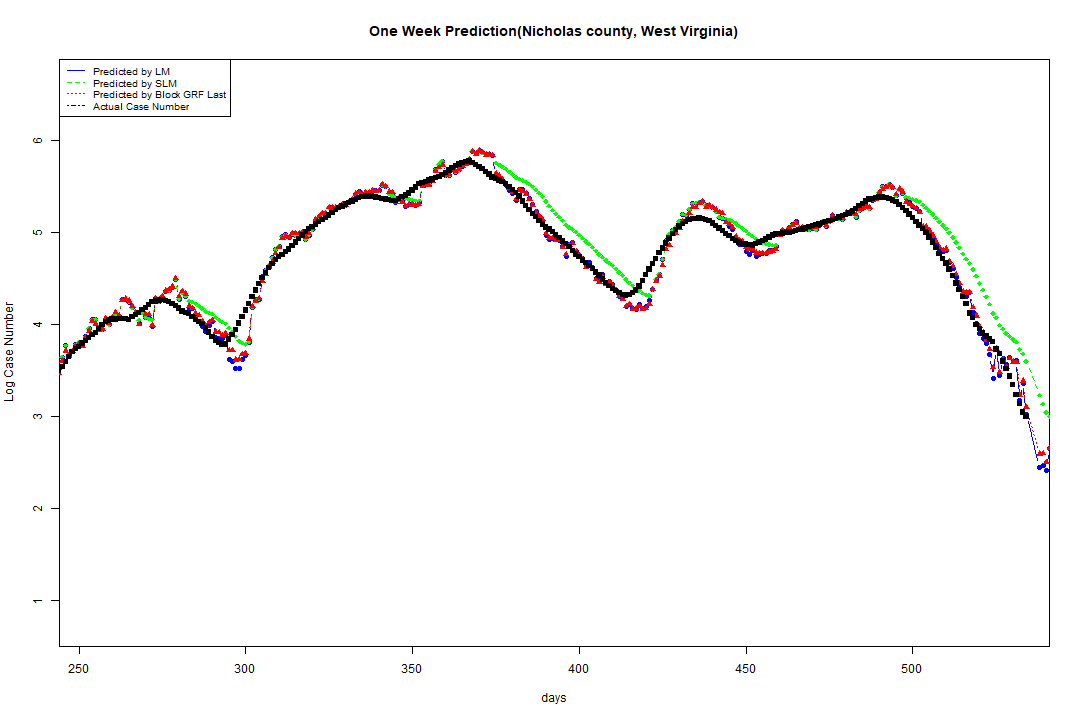 One Week Prediction(Nicholas county, West Virginia)
Predicted by LM
Predicted by SLM
Predicted by Block GRF Last
Actual Case Number
6
5
4
3
2
1
Log Case Number
250 300 350 400 450 500
days